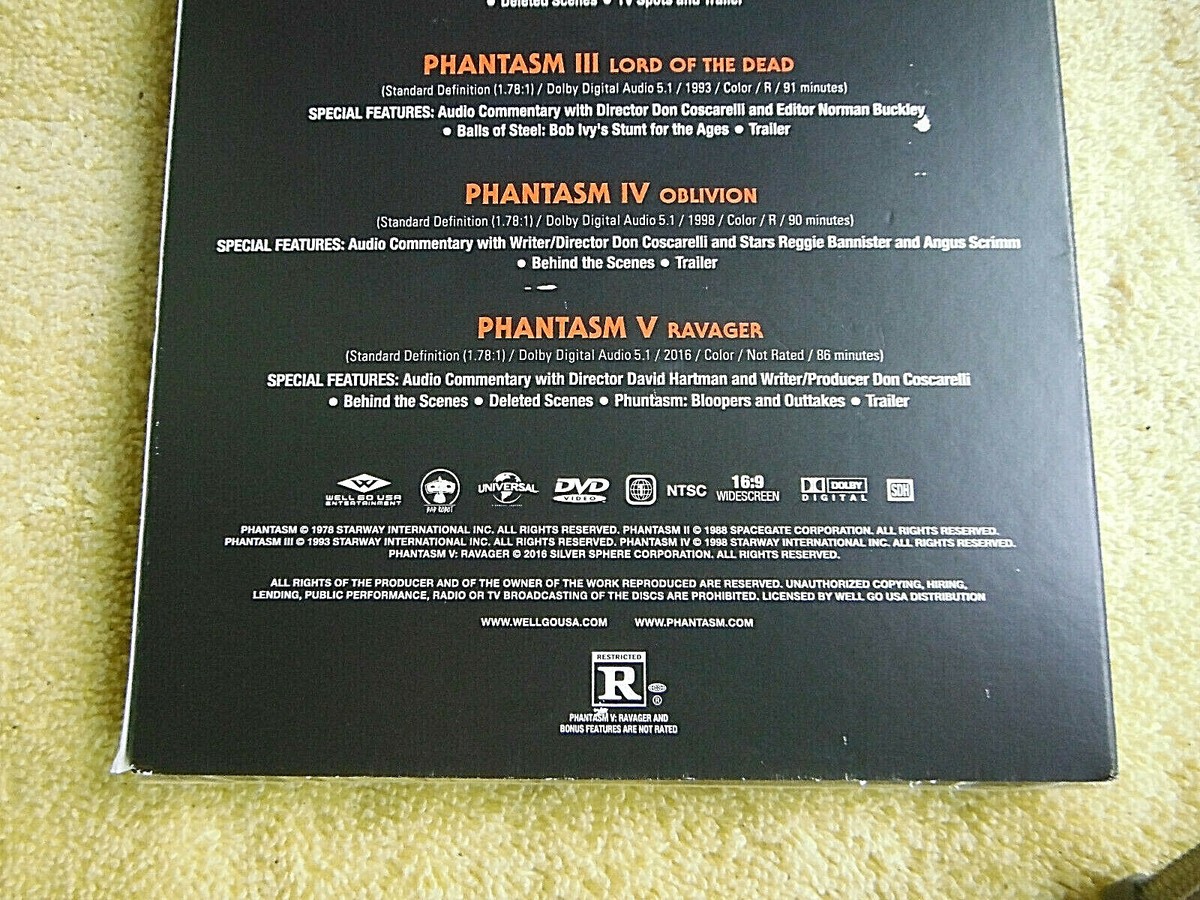 ● Deleted Scenes ● TV Spots and Trailer
PHANTASM III LORD OF THE DEAD
(Standard Definition (1.78:1) / Dolby Digital Audio 5.1 / 1993 / Color / R / 91 minutes)
SPECIAL FEATURES: Audio Commentary with Director Don Coscarelli and Editor Norman Buckley
● Balls of Steel: Bob Ivy's Stunt for the Ages ● Trailer
PHANTASM IV OBLIVION
(Standard Definition (1.78:1) / Dolby Digital Audio 5.1 / 1998 / Color / R / 90 minutes)
SPECIAL FEATURES: Audio Commentary with Writer/Director Don Coscarelli and Stars Reggie Bannister and Angus Scrimm
● Behind the Scenes ● Trailer
PHANTASM V RAVAGER
(Standard Definition (1.78:1) / Dolby Digital Audio 5.1 / 2016 / Color / Not Rated / 86 minutes)
SPECIAL FEATURES: Audio Commentary with Director David Hartman and Writer/Producer Don Coscarelli
● Behind the Scenes ● Deleted Scenes ● Phuntasm: Bloopers and Outtakes ● Trailer
WELL GO USA ENTERTAINMENT BAD ROBOT UNIVERSAL DVD VIDEO NTSC 16:9 WIDESCREEN DOLBY DIGITAL SDH
PHANTASM © 1978 STARWAY INTERNATIONAL INC. ALL RIGHTS RESERVED. PHANTASM II © 1988 SPACEGATE CORPORATION. ALL RIGHTS RESERVED.
PHANTASM III © 1993 STARWAY INTERNATIONAL INC. ALL RIGHTS RESERVED. PHANTASM IV © 1998 STARWAY INTERNATIONAL INC. ALL RIGHTS RESERVED.
PHANTASM V: RAVAGER © 2016 SILVER SPHERE CORPORATION. ALL RIGHTS RESERVED.
ALL RIGHTS OF THE PRODUCER AND OF THE OWNER OF THE WORK REPRODUCED ARE RESERVED. UNAUTHORIZED COPYING, HIRING,
LENDING, PUBLIC PERFORMANCE, RADIO OR TV BROADCASTING OF THE DISCS ARE PROHIBITED. LICENSED BY WELL GO USA DISTRIBUTION
WWW.WELLGOUSA.COM WWW.PHANTASM.COM
RESTRICTED
R ®
PHANTASM V: RAVAGER AND
BONUS FEATURES ARE NOT RATED